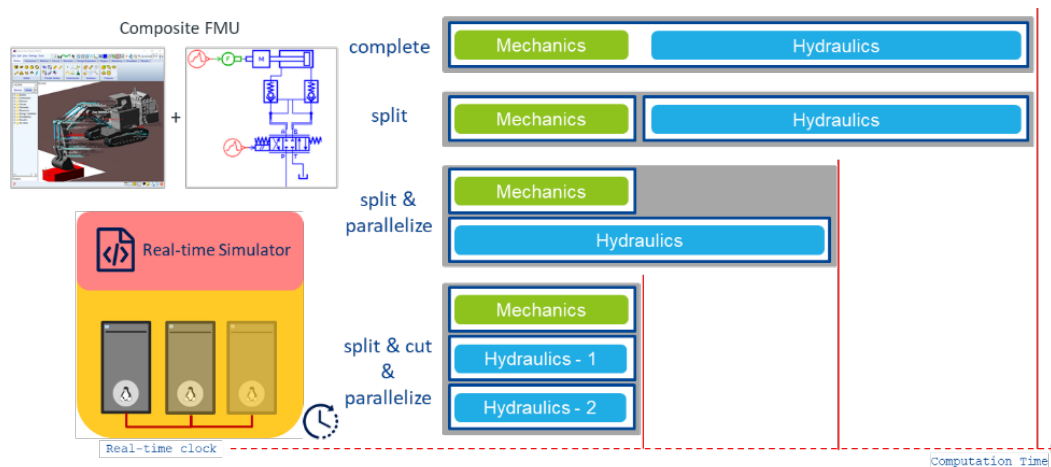 Composite FMU
+
F
M
A
B
P
T
complete
Mechanics
Hydraulics
split
Mechanics
Hydraulics
split &
parallelize
Mechanics
Hydraulics
Real-time Simulator
split & cut
&
parallelize
Mechanics
Hydraulics - 1
Hydraulics - 2
Real-time clock
Computation Time